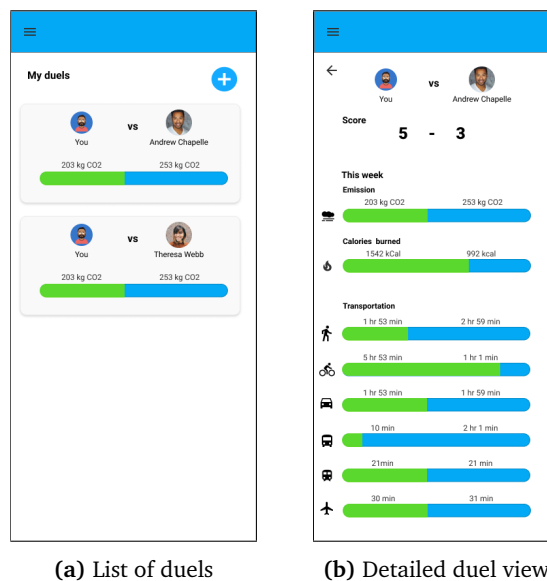 My duels
vs
You
Andrew Chapelle
203 kg CO2 253 kg CO2
vs
You
Theresa Webb
203 kg CO2 253 kg CO2
(a) List of duels
vs
You
Andrew Chapelle
Score
5 - 3
This week
Emission
203 kg CO2 253 kg CO2
Calories burned
1542 kCal 992 kcal
Transportation
1 hr 53 min 2 hr 59 min
5 hr 53 min 1 hr 1 min
1 hr 53 min 1 hr 59 min
10 min 2 hr 1 min
21min 21 min
30 min 31 min
(b) Detailed duel view